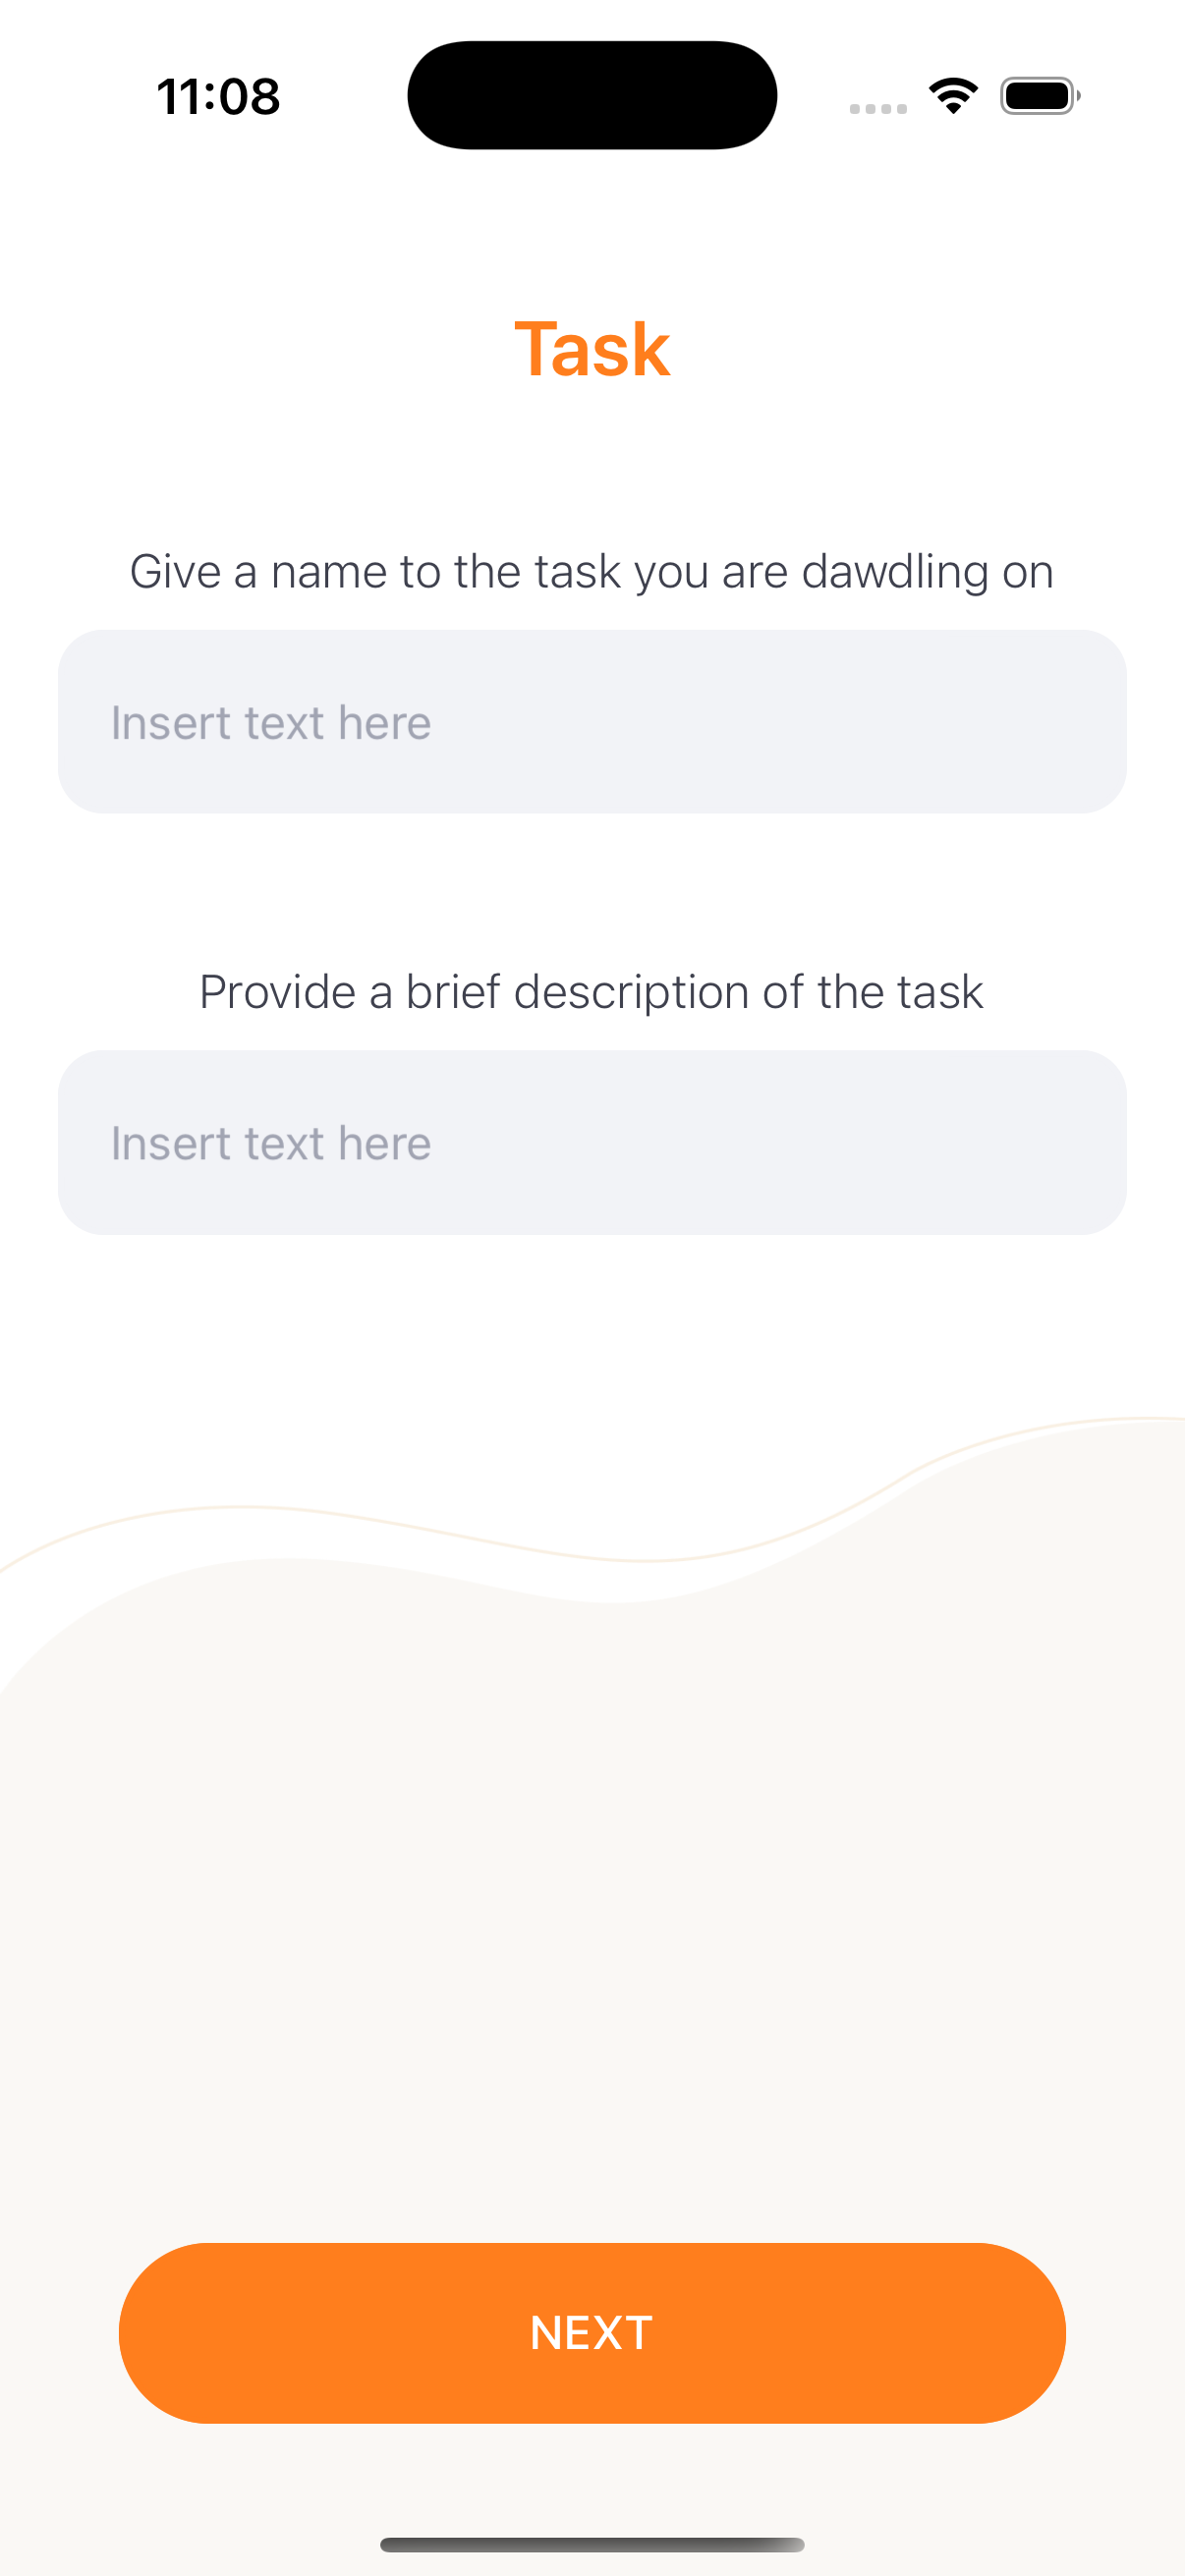 11:08
Task
Give a name to the task you are dawdling on
Insert text here
Provide a brief description of the task
Insert text here
NEXT